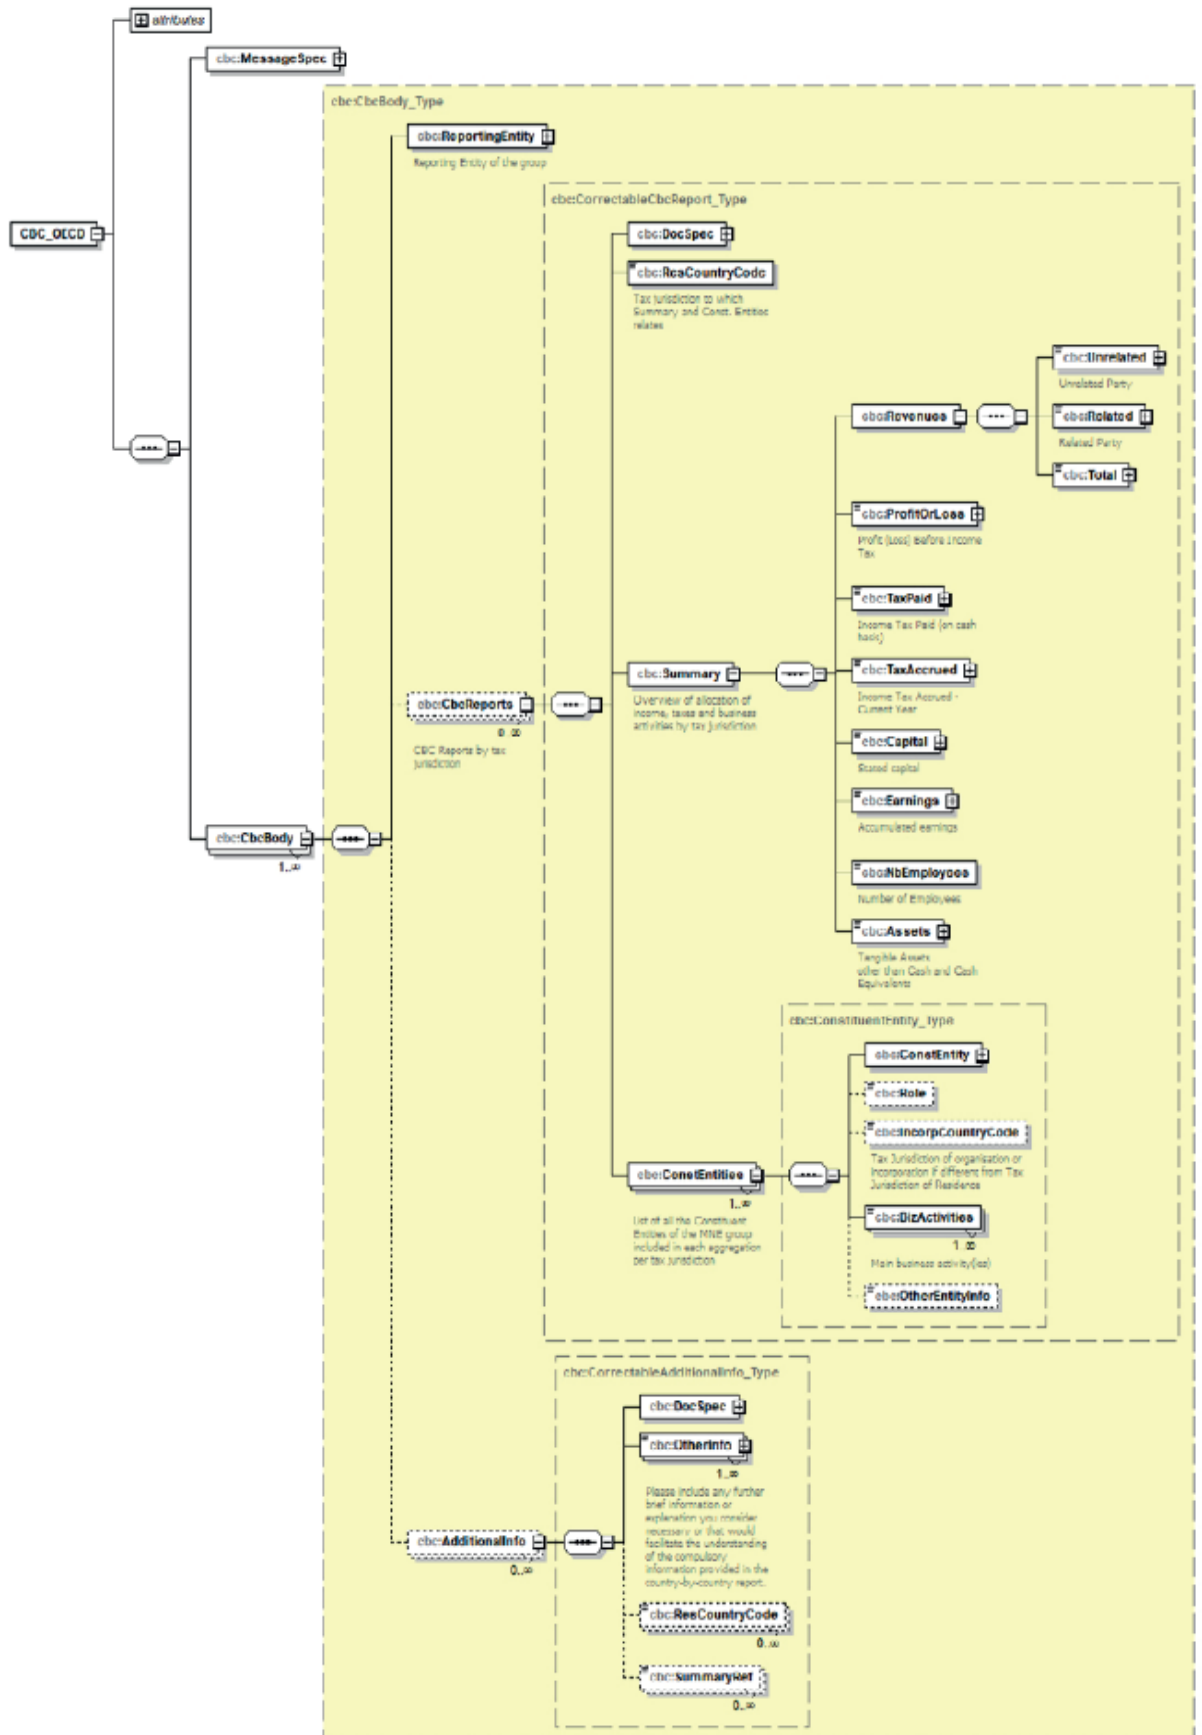 attributes
cbc:MessageSpec
cbc:CbcBody_Type
cbc:ReportingEntity
Reporting Entity of the group
cbc:CorrectableCbcReport_Type
CBC_OECD
cbc:DocSpec
cbc:ResCountryCode
Tax Jurisdiction to which
Summary and Const. Entities
relates
cbc:Unrelated
Unrelated Party
cbc:Revenues
cbc:Related
Related Party
cbc:Total
cbc:ProfitOrLoss
Profit (Loss) Before Income
Tax
cbc:TaxPaid
Income Tax Paid (on cash
basis)
cbc:Summary
Overview of allocation of
income, taxes and business
activities by tax jurisdiction
cbc:TaxAccrued
Income Tax Accrued -
Current Year
cbc:CbcReports
0..∞
CBC Reports by tax
jurisdiction
cbc:Capital
Stated capital
cbc:Earnings
Accumulated earnings
cbc:CbcBody
1..∞
cbc:NbEmployees
Number of Employees
cbc:Assets
Tangible Assets
other than Cash and Cash
Equivalents
cbc:ConstituentEntity_Type
cbc:ConstEntity
cbc:Role
cbc:IncorpCountryCode
Tax Jurisdiction of organisation or
incorporation if different from Tax
Jurisdiction of Residence
cbc:ConstEntities
1..∞
List of all the Constituent
Entities of the MNE group
included in each aggregation
per tax jurisdiction
cbc:BizActivities
1..∞
Main business activity(ies)
cbc:OtherEntityInfo
cbc:CorrectableAdditionalInfo_Type
cbc:DocSpec
cbc:OtherInfo
1..∞
Please include any further
brief information or
explanation you consider
necessary or that would
facilitate the understanding
of the compulsory
information provided in the
country-by-country report.
cbc:AdditionalInfo
0..∞
cbc:ResCountryCode
0..∞
cbc:SummaryRef
0..∞